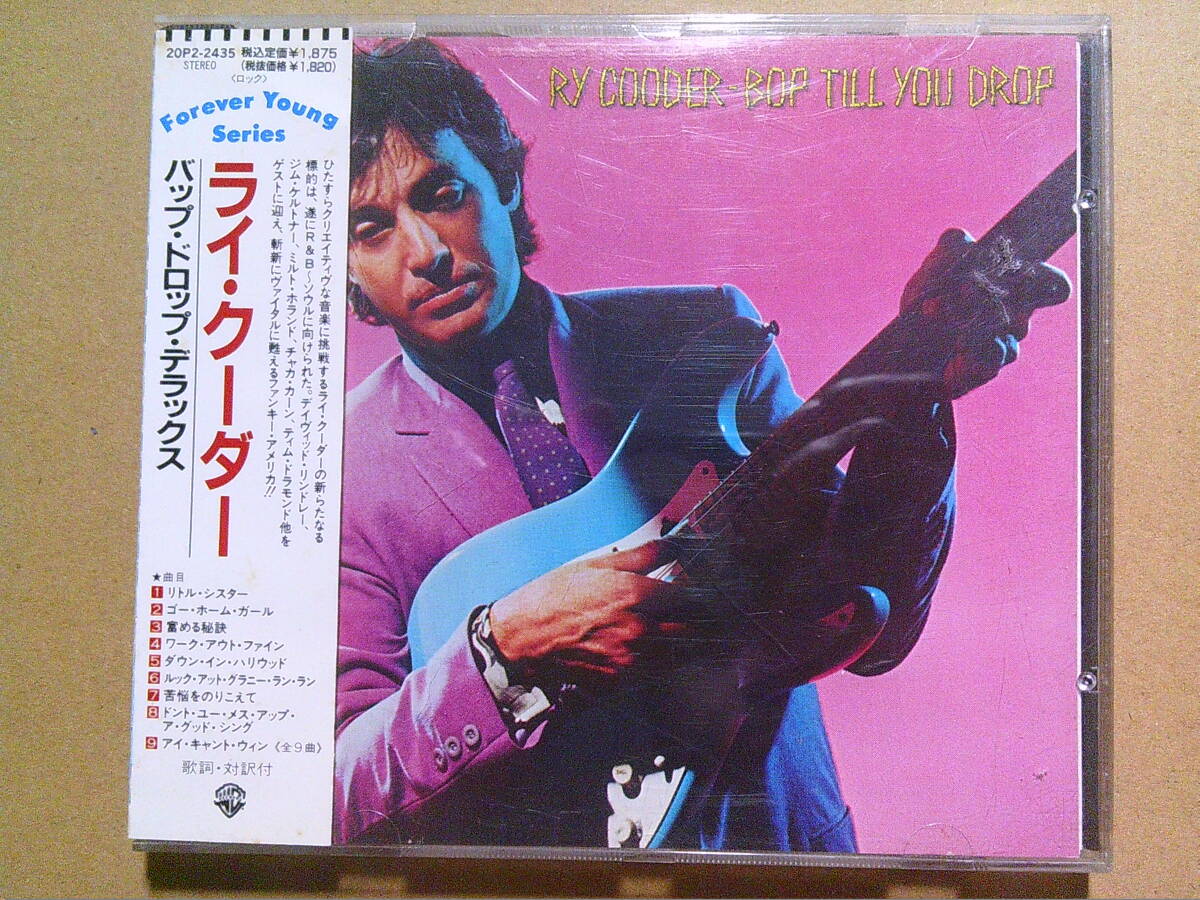 20P2-2435 税込定価¥1,875
STEREO (税抜価格¥1,820)
〈ロック〉
Forever Young
Series
ライ・クーダー
バップ・ドロップ・デラックス
ひたすらクリエイティヴな音楽に挑戦するライ・クーダーの新らたなる
標的は、遂にR&B〜ソウルに向けられた。デイヴィッド・リンドレー、
ジム・ケルトナー、ミルト・ホランド、チャカ・カーン、ティム・ドラモンド他を
ゲストに迎え、斬新にヴァイタルに甦えるファンキー・アメリカ!!
★曲目
1 リトル・シスター
2 ゴー・ホーム・ガール
3 富める秘訣
4 ワーク・アウト・ファイン
5 ダウン・イン・ハリウッド
6 ルック・アット・グラニー・ラン・ラン
7 苦悩をのりこえて
8 ドント・ユー・メス・アップ・
ア・グッド・シング
9 アイ・キャント・ウィン〈全9曲〉
歌詞・対訳付
RY COODER-BOP TILL YOU DROP